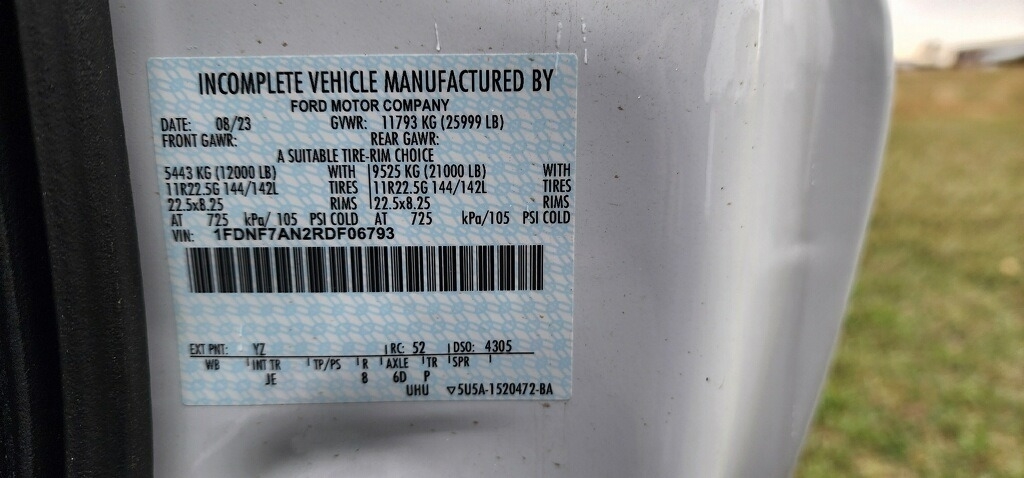 INCOMPLETE VEHICLE MANUFACTURED BY
FORD MOTOR COMPANY
DATE: 08/23 GVWR: 11793 KG (25999 LB)
FRONT GAWR: REAR GAWR:
A SUITABLE TIRE-RIM CHOICE
5443 KG (12000 LB) WITH 9525 KG (21000 LB) WITH
11R22.5G 144/142L TIRES 11R22.5G 144/142L TIRES
22.5x8.25 RIMS 22.5x8.25 RIMS
AT 725 kPa/ 105 PSI COLD AT 725 kPa/105 PSI COLD
VIN: 1FDNF7AN2RDF06793
EXT PNT: YZ RC: 52 DSO: 4305
WB INT TR TP/PS R AXLE TR SPR
JE 8 6D P
UHU ▽5U5A-1520472-BA